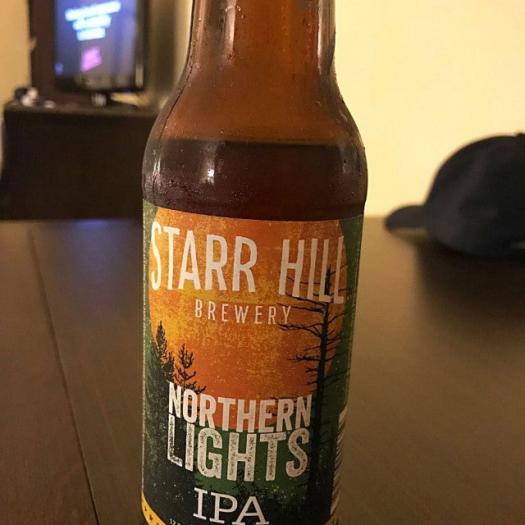 STARR HILL
BREWERY
NORTHERN
LIGHTS
IPA